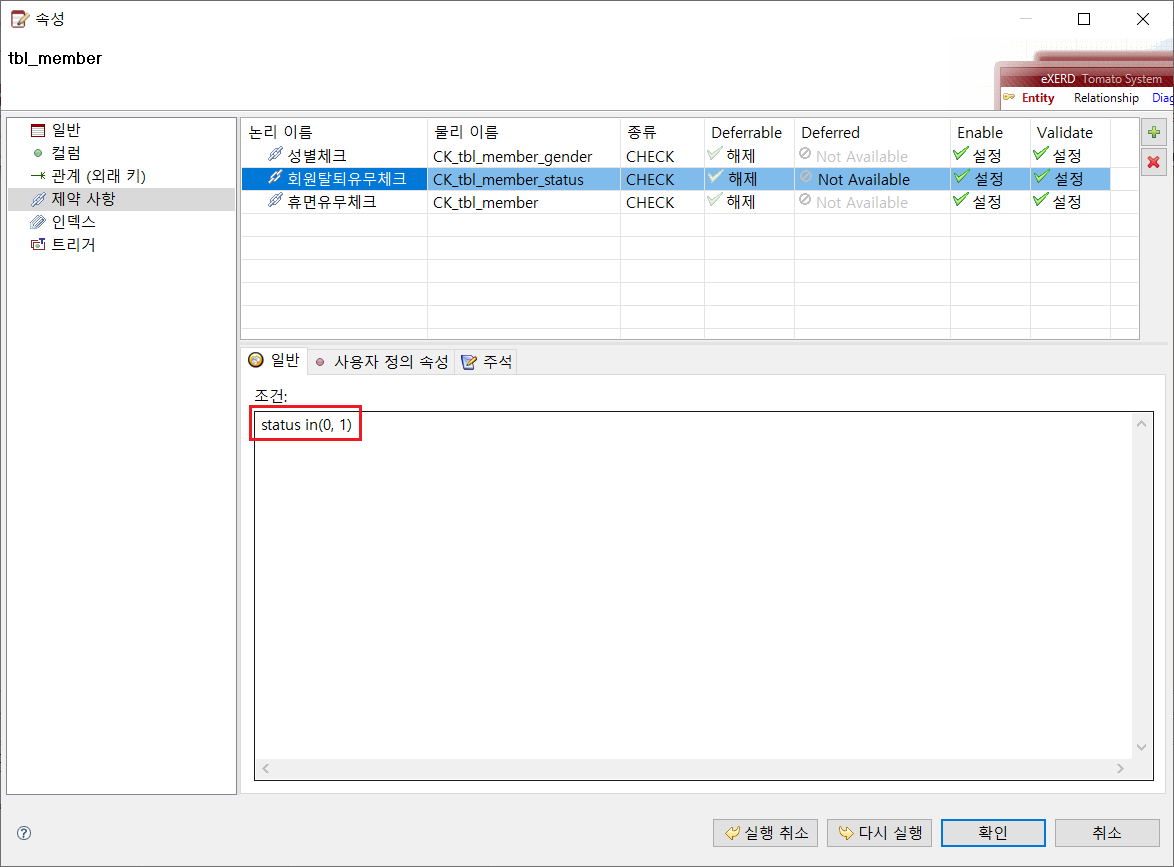 속성
tbl_member
eXERD Tomato System
Entity Relationship Diag
일반
컬럼
관계 (외래 키)
제약 사항
인덱스
트리거
논리 이름 물리 이름 종류 Deferrable Deferred Enable Validate
성별체크 CK_tbl_member_gender CHECK 해제 Not Available 설정 설정
회원탈퇴유무체크 CK_tbl_member_status CHECK 해제 Not Available 설정 설정
휴면유무체크 CK_tbl_member CHECK 해제 Not Available 설정 설정
일반 사용자 정의 속성 주석
조건:
status in(0, 1)
실행 취소 다시 실행 확인 취소